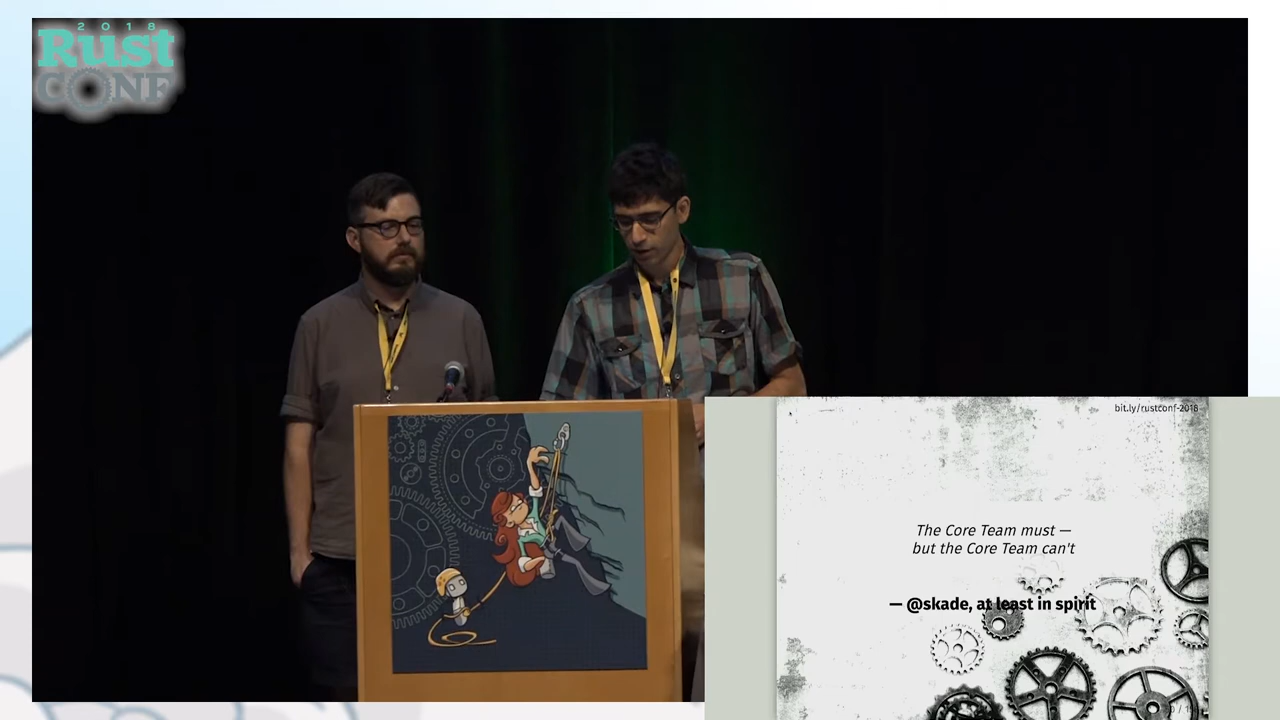 2018
Rust
CONF
bit.ly/rustconf-2018
The Core Team must —
but the Core Team can't
— @skade, at least in spirit